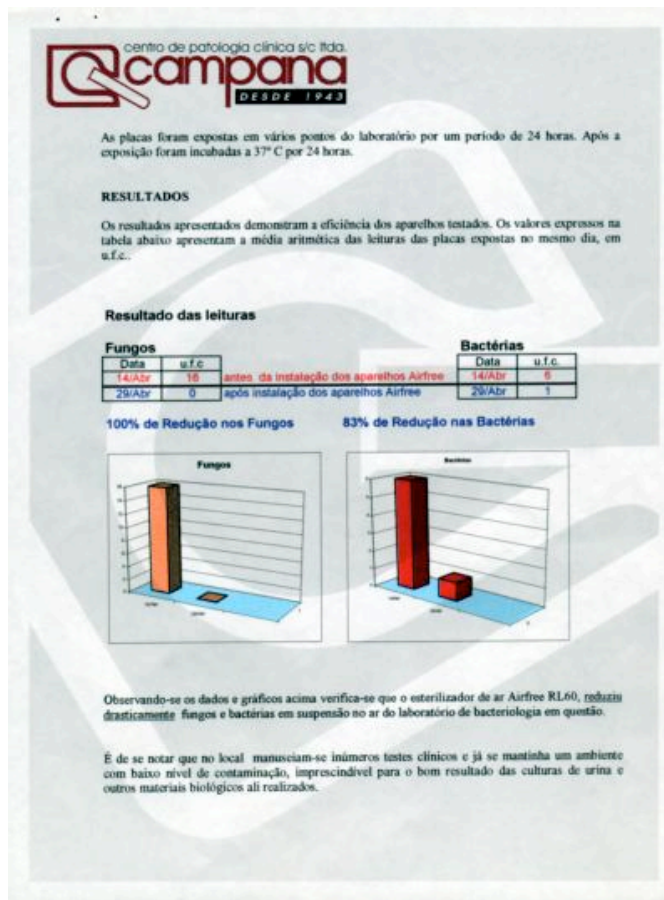 centro de patologia clínica s/c ltda.
campana
DESDE 1943
As placas foram expostas em vários pontos do laboratório por um período de 24 horas. Após a
exposição foram incubadas a 37º C por 24 horas.
RESULTADOS
Os resultados apresentados demonstram a eficiência dos aparelhos testados. Os valores expressos na
tabela abaixo apresentam a média aritmética das leituras das placas expostas no mesmo dia, em
u.f.c..
Resultado das leituras
Fungos Bactérias
Data u.f.c Data u.f.c.
14/Abr 16 antes da instalação dos aparelhos Airfree 14/Abr 6
29/Abr 0 após instalação dos aparelhos Airfree 29/Abr 1
100% de Redução nos Fungos 83% de Redução nas Bactérias
Fungos Bactérias
Observando-se os dados e gráficos acima verifica-se que o esterilizador de ar Airfree RL60, reduziu
drasticamente fungos e bactérias em suspensão no ar do laboratório de bacteriologia em questão.
É de se notar que no local manuseiam-se inúmeros testes clínicos e já se mantinha um ambiente
com baixo nível de contaminação, imprescindível para o bom resultado das culturas de urina e
outros materiais biológicos ali realizados.